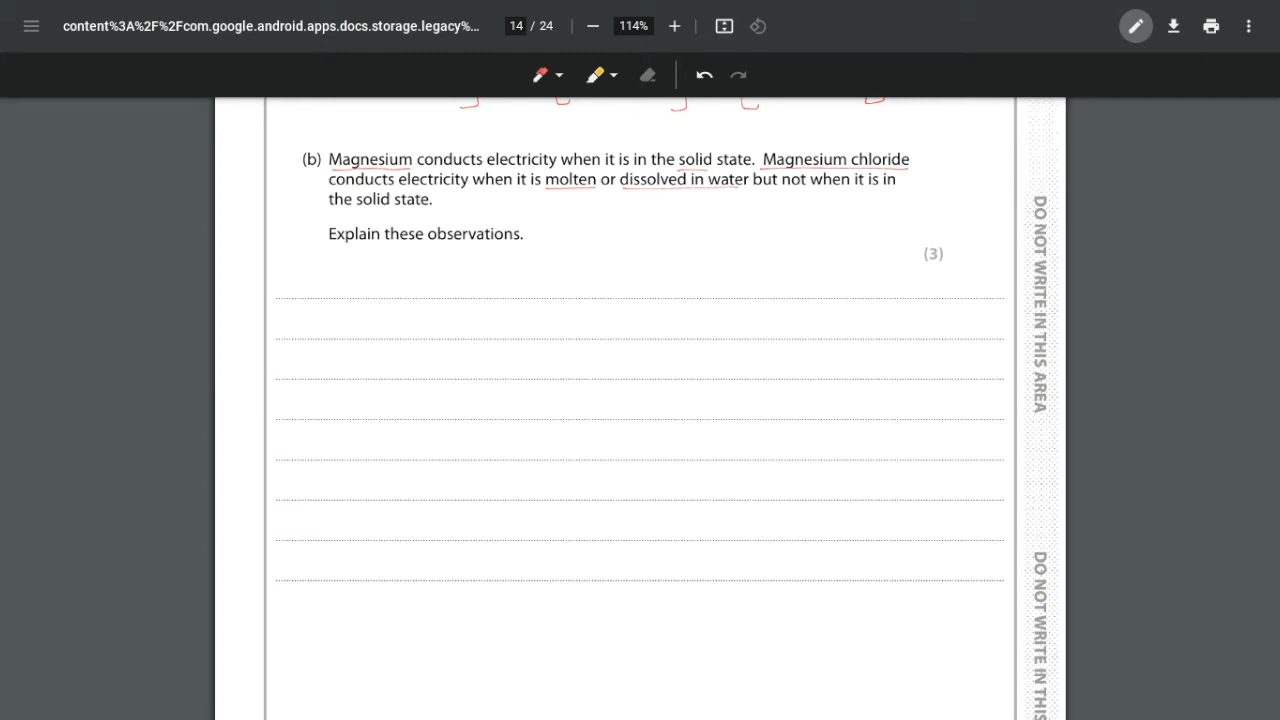 content%3A%2F%2Fcom.google.android.apps.docs.storage.legacy%...
14 / 24
114%
(b) Magnesium conducts electricity when it is in the solid state. Magnesium chloride
conducts electricity when it is molten or dissolved in water but not when it is in
the solid state.
Explain these observations.
(3)
DO NOT WRITE IN THIS AREA
DO NOT WRITE IN THIS